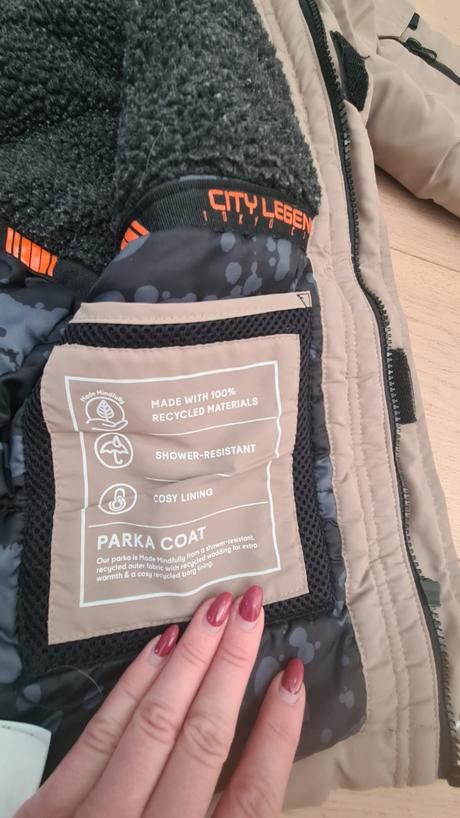 CITY LEGEN
TOKYO
Made Mindfully
MADE WITH 100%
RECYCLED MATERIALS
SHOWER-RESISTANT
COSY LINING
PARKA COAT
Our parka is Made Mindfully from a shower-resistant,
recycled outer fabric with recycled wadding for extra
warmth & a cosy recycled borg lining.